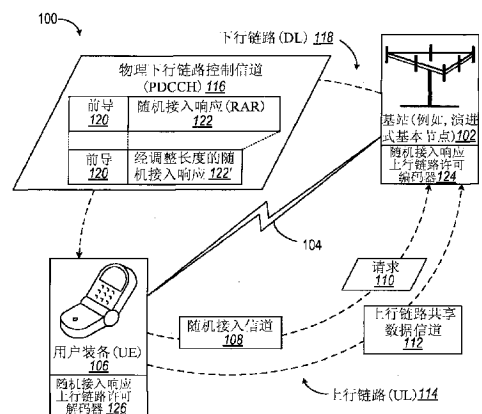 100
下行链路(DL) 118
物理下行链路控制信道
(PDCCH)116
前导
120
随机接入响应(RAR)
122
前导
120
经调整长度的随
机接入响应122'
基站(例如,演进
式基本节点)102
随机接入响应
上行链路许可
编码器124
104
请求
110
随机接入信道
108
上行链路共享
数据信道
112
用户装备(UE)
106
随机接入响应
上行链路许可
解码器126
上行链路(UL)114